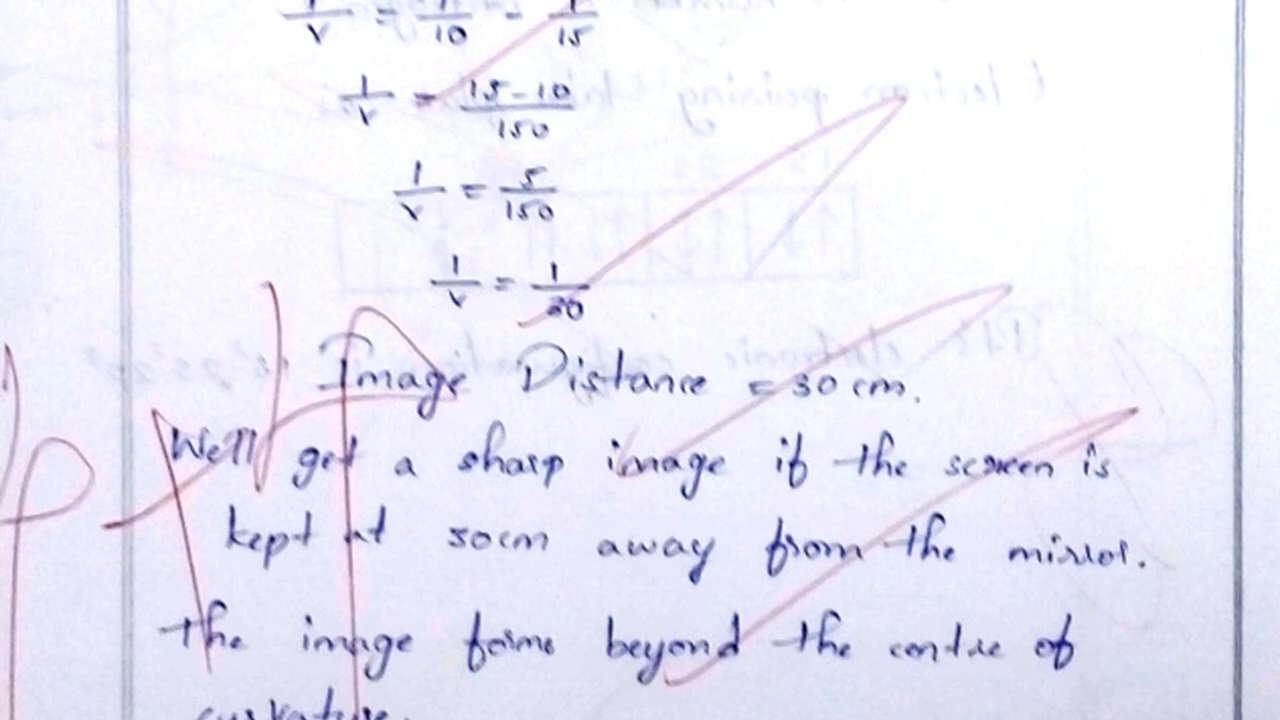 1/v = 1/10 - 1/15
1/v = 15-10/150
1/v = 5/150
1/v = 1/30
Image Distance = 30 cm.
We'll get a sharp image if the screen is
kept at 30cm away from the mirror.
The image forms beyond the centre of
curvature.